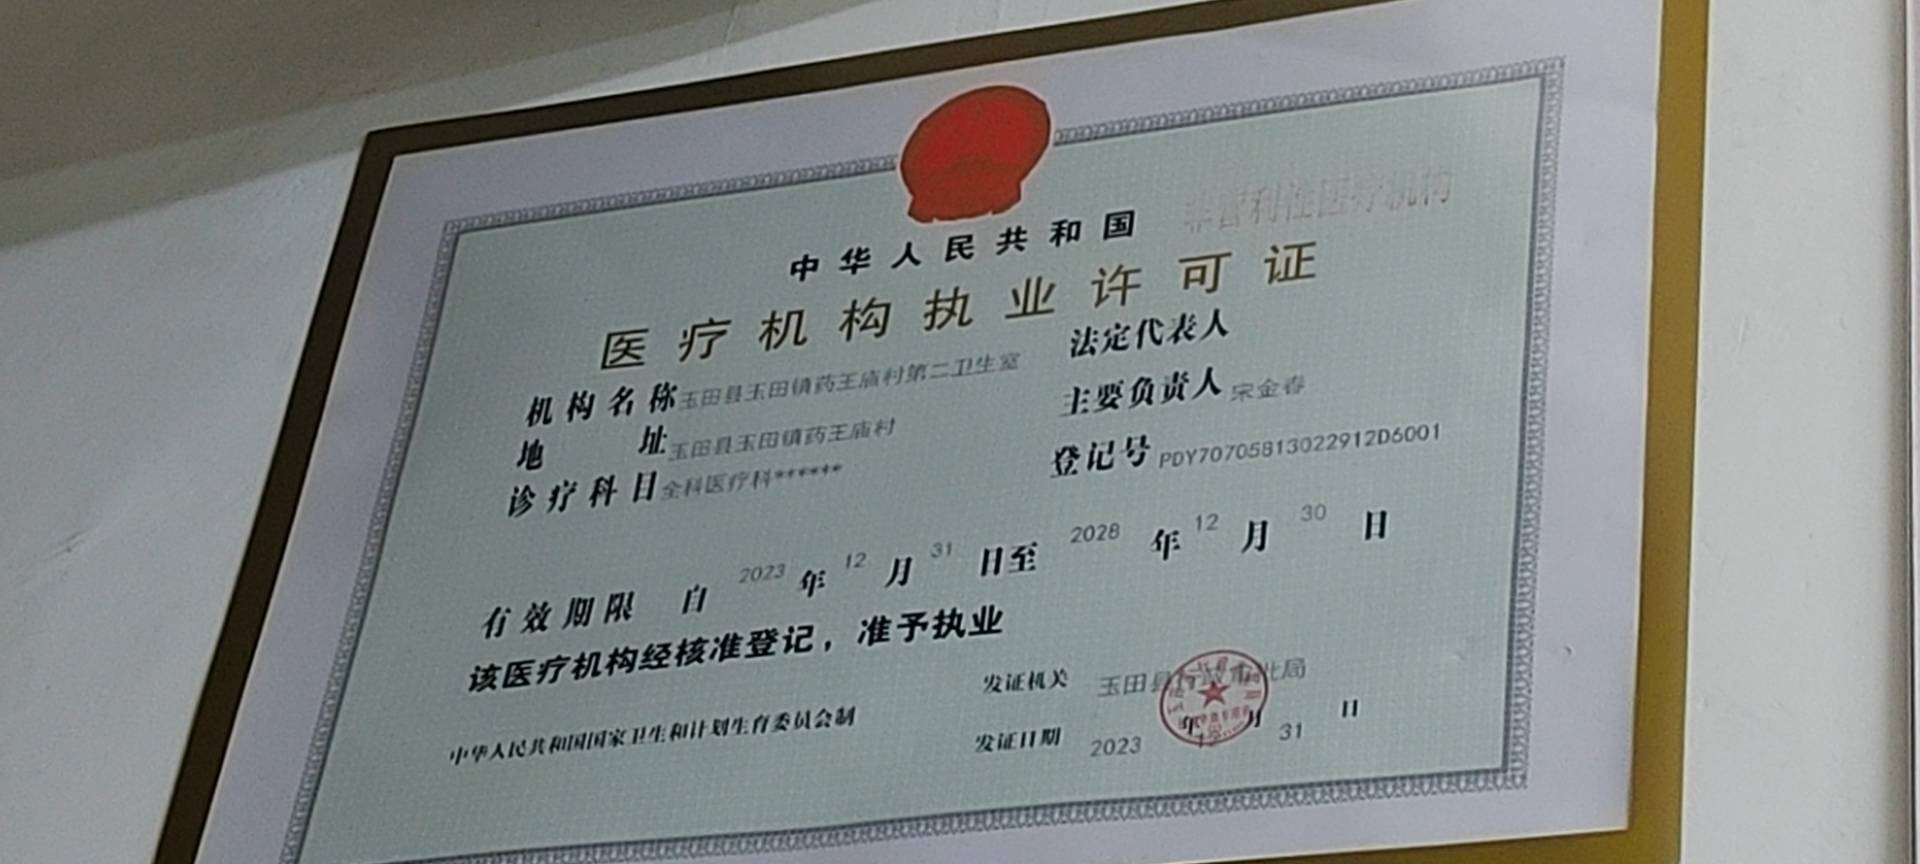 非营利性医疗机构
中华人民共和国
医疗机构执业许可证
机构名称 玉田县玉田镇药王庙村第二卫生室
法定代表人
地址 玉田县玉田镇药王庙村
主要负责人 宋金春
诊疗科目 全科医疗科******
登记号 PDY70705813022912D6001
有效期限 自 2023 年 12 月 31 日至 2028 年 12 月 30 日
该医疗机构经核准登记，准予执业
发证机关 玉田县行政审批局
中华人民共和国国家卫生和计划生育委员会制
发证日期 2023 年 12 月 31 日